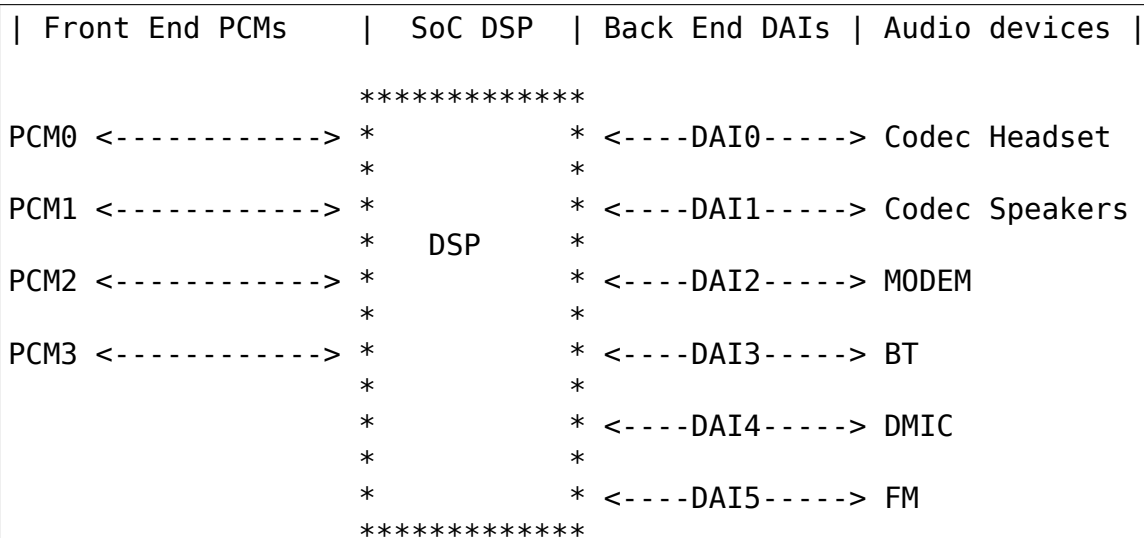 | Front End PCMs    |  SoC DSP  | Back End DAIs | Audio devices |
                    *************
PCM0 <------------> *           * <----DAI0-----> Codec Headset
                    *           *
PCM1 <------------> *           * <----DAI1-----> Codec Speakers
                    *   DSP     *
PCM2 <------------> *           * <----DAI2-----> MODEM
                    *           *
PCM3 <------------> *           * <----DAI3-----> BT
                    *           *
                    *           * <----DAI4-----> DMIC
                    *           *
                    *           * <----DAI5-----> FM
                    *************